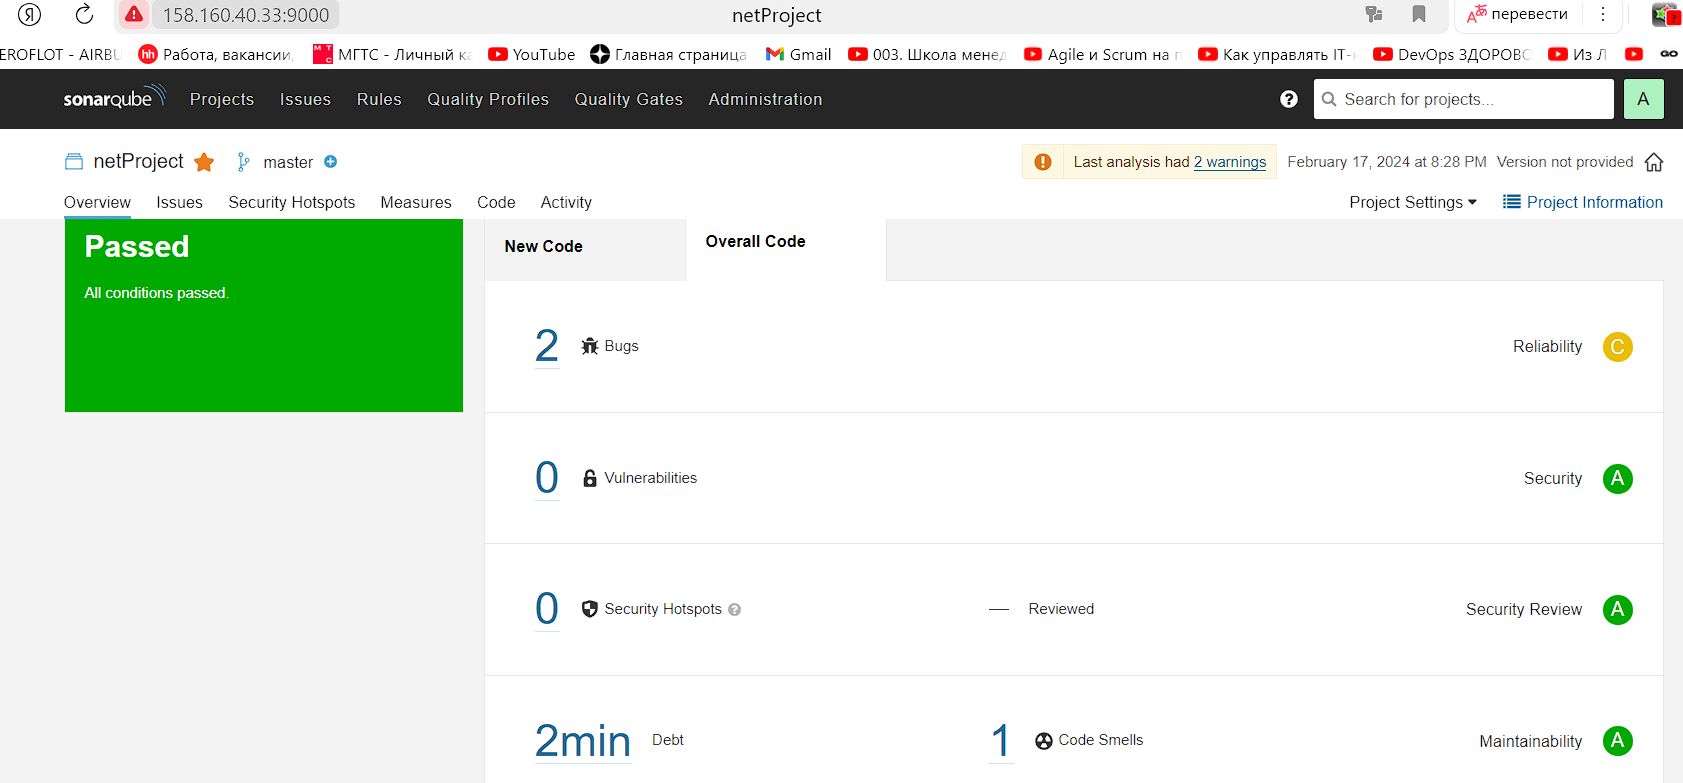 Я 158.160.40.33:9000 netProject перевести
EROFLOT - AIRBU hh Работа, вакансии, МТС МГТС - Личный ка YouTube Главная страница Gmail 003. Школа менед Agile и Scrum на п Как управлять IT- DevOps ЗДОРОВО Из Л GO
sonarqube Projects Issues Rules Quality Profiles Quality Gates Administration ? Search for projects... A
netProject master Last analysis had 2 warnings February 17, 2024 at 8:28 PM Version not provided
Overview Issues Security Hotspots Measures Code Activity Project Settings Project Information
Passed
All conditions passed.
New Code Overall Code
2 Bugs Reliability C
0 Vulnerabilities Security A
0 Security Hotspots ? — Reviewed Security Review A
2min Debt 1 Code Smells Maintainability A